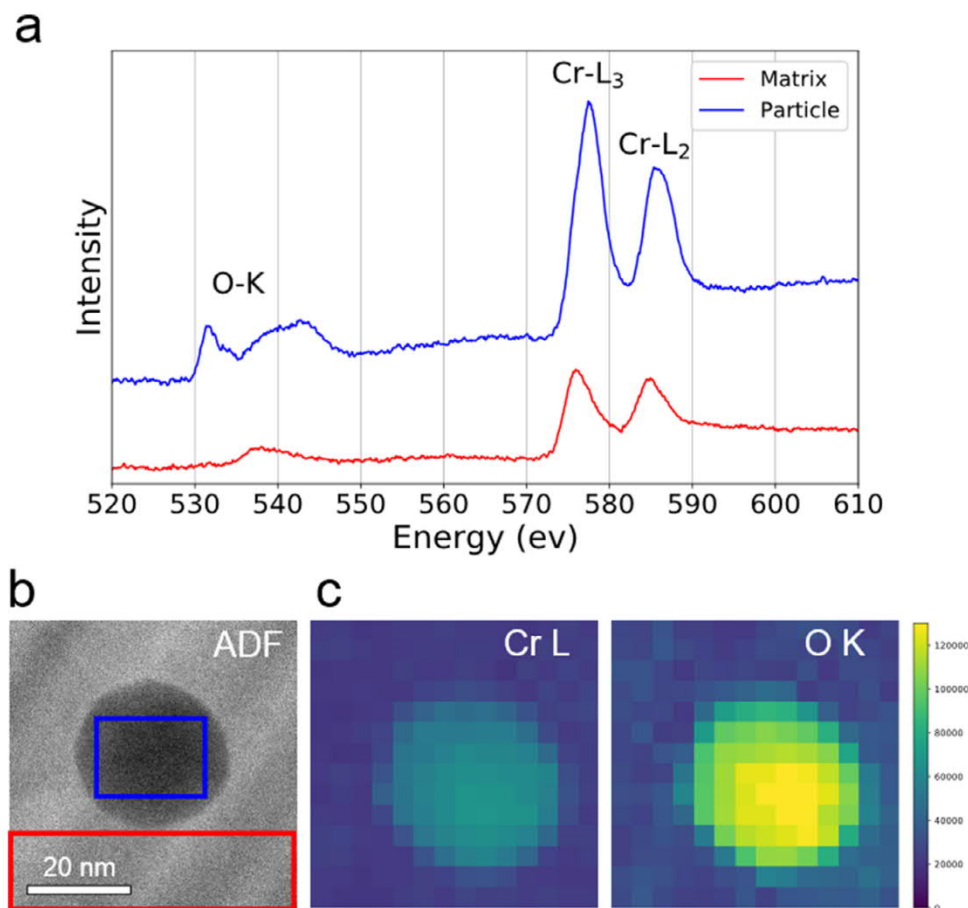 a
Cr-L₃
Matrix
Particle
Cr-L₂
O-K
Intensity
520 530 540 550 560 570 580 590 600 610
Energy (ev)
b
c
ADF
Cr L
O K
120000
100000
80000
60000
40000
20000
0
20 nm